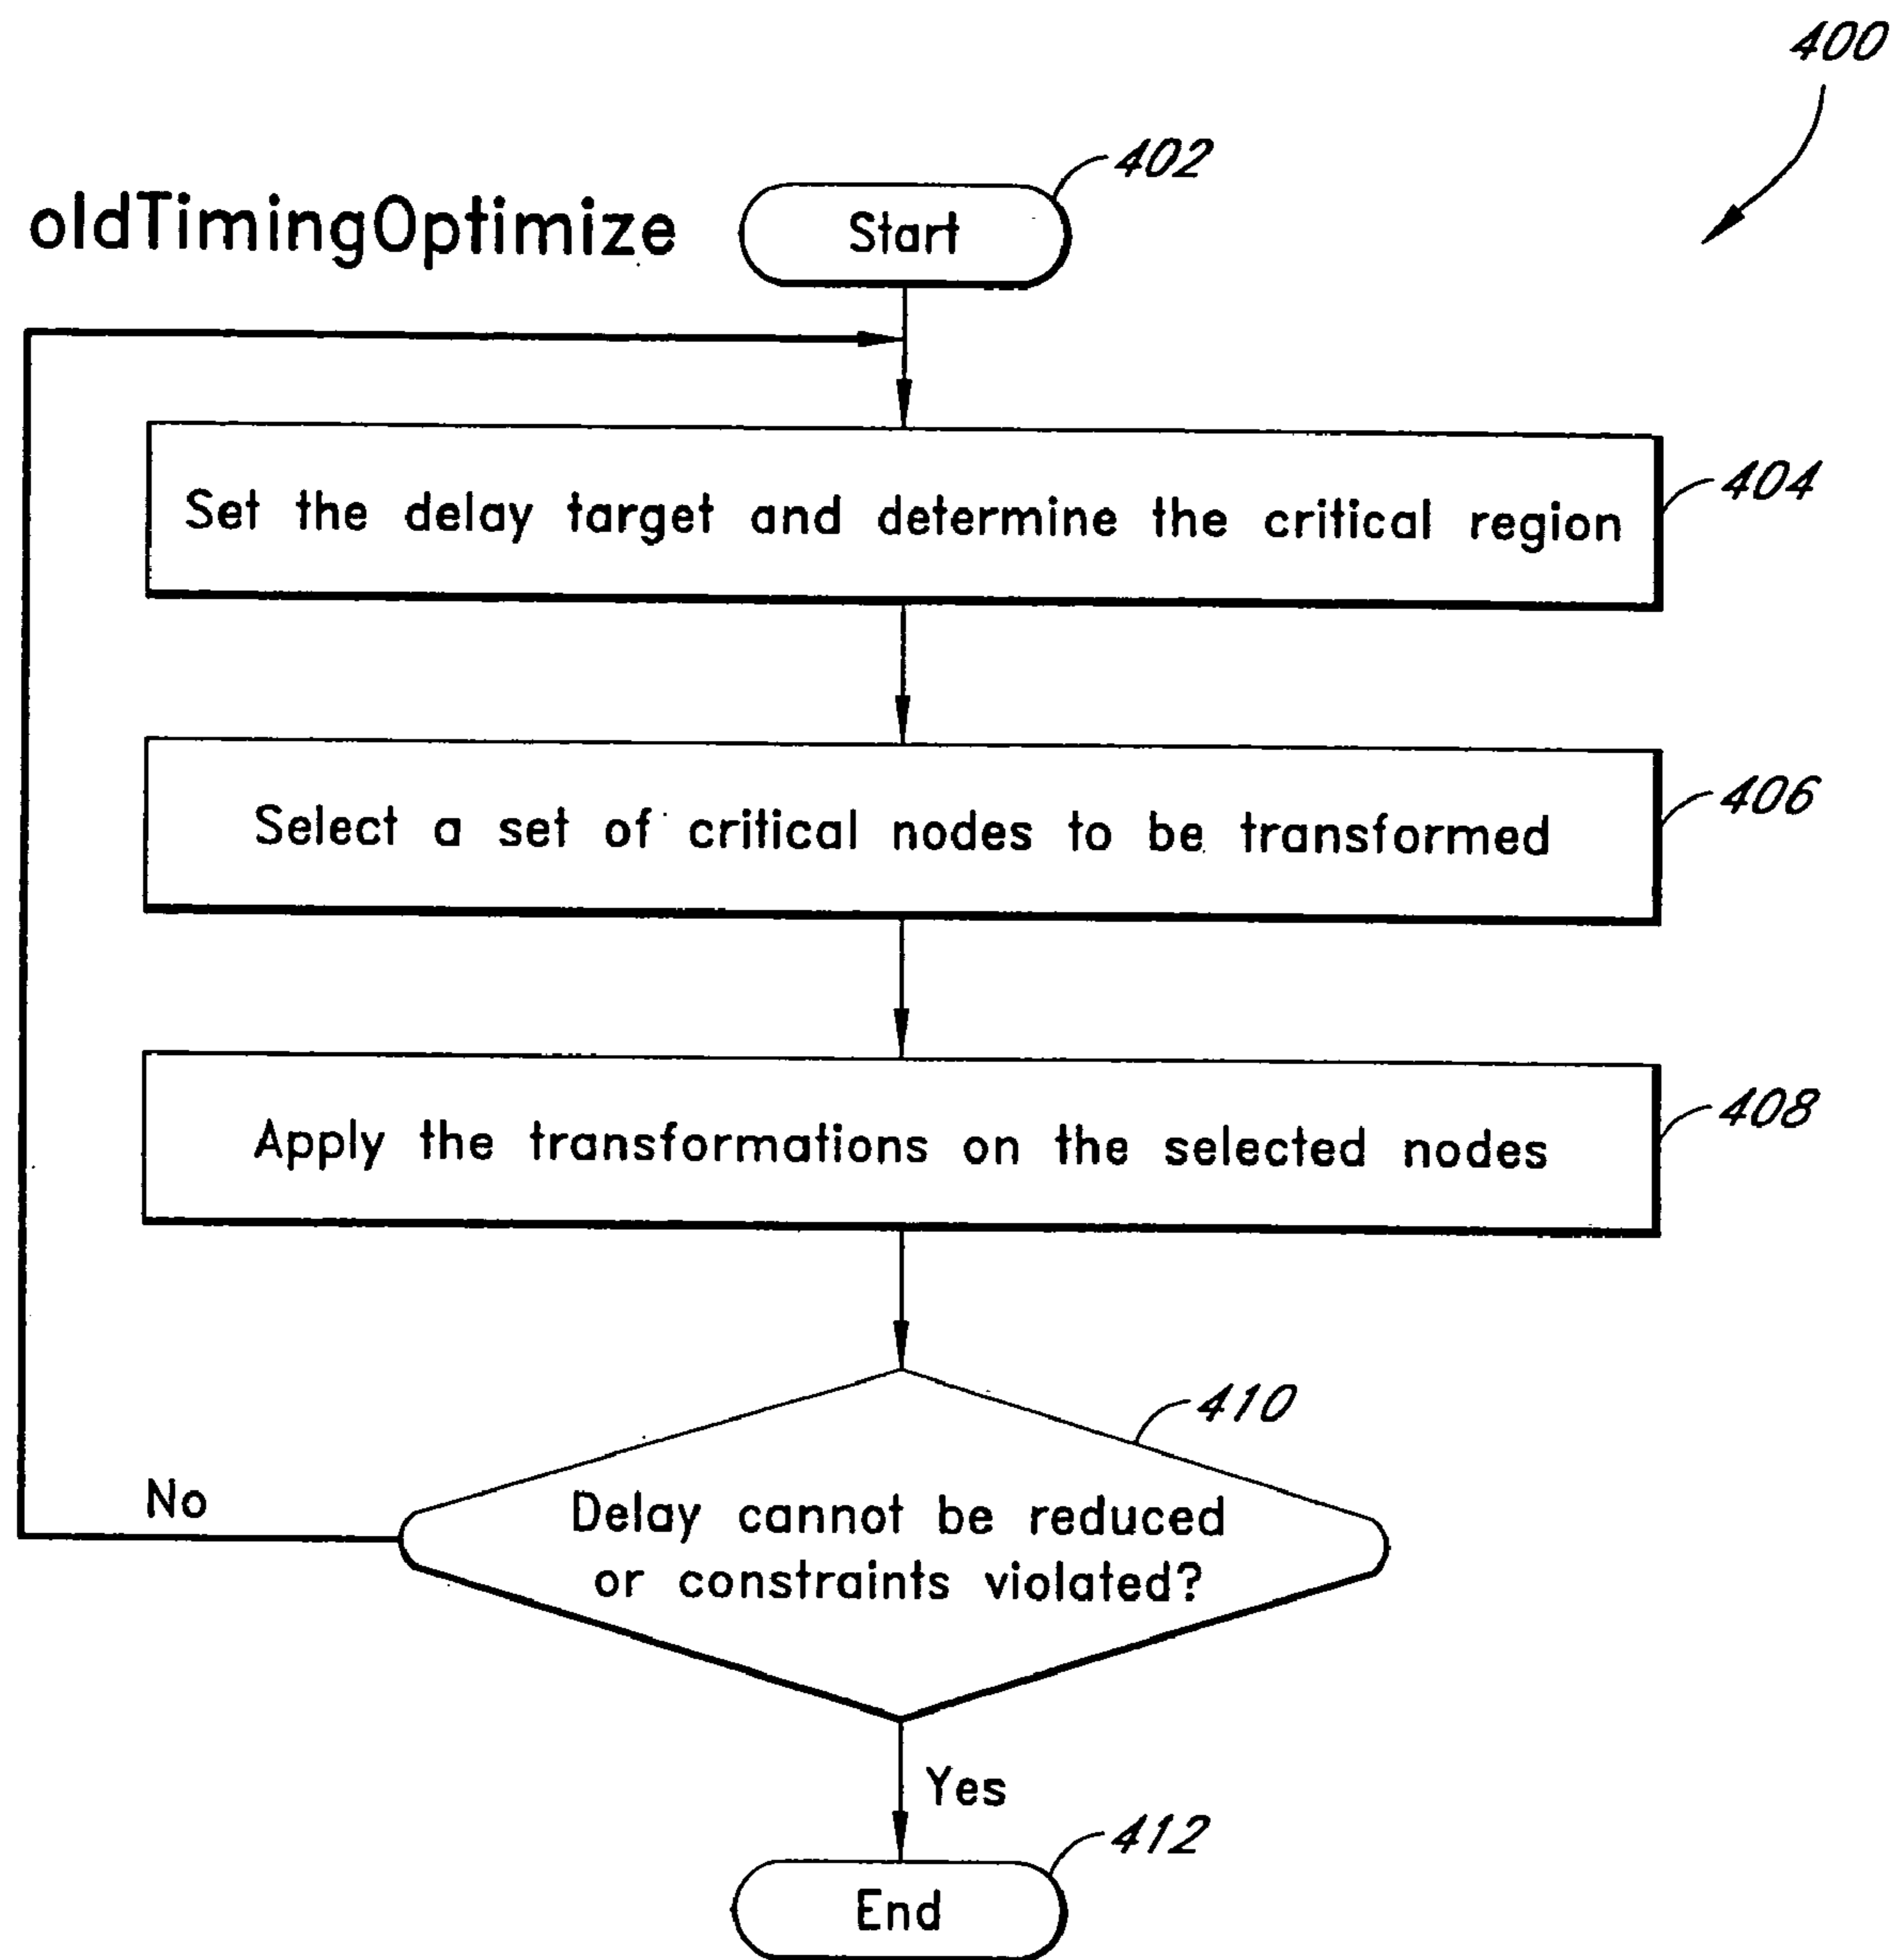 400
402
oldTimingOptimize
Start
Set the delay target and determine the critical region
404
Select a set of critical nodes to be transformed
406
Apply the transformations on the selected nodes
408
410
No
Delay cannot be reduced
or constraints violated?
Yes
412
End